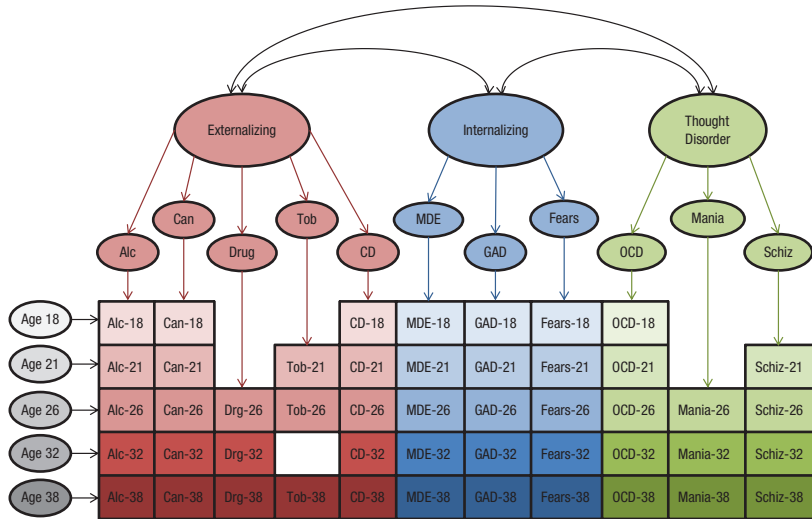 Externalizing
Internalizing
Thought
Disorder
Can
Tob
MDE
Fears
Mania
Alc
Drug
CD
GAD
OCD
Schiz
Age 18
Alc-18
Can-18
CD-18
MDE-18
GAD-18
Fears-18
OCD-18
Age 21
Alc-21
Can-21
Tob-21
CD-21
MDE-21
GAD-21
Fears-21
OCD-21
Schiz-21
Age 26
Alc-26
Can-26
Drg-26
Tob-26
CD-26
MDE-26
GAD-26
Fears-26
OCD-26
Mania-26
Schiz-26
Age 32
Alc-32
Can-32
Drg-32
CD-32
MDE-32
GAD-32
Fears-32
OCD-32
Mania-32
Schiz-32
Age 38
Alc-38
Can-38
Drg-38
Tob-38
CD-38
MDE-38
GAD-38
Fears-38
OCD-38
Mania-38
Schiz-38